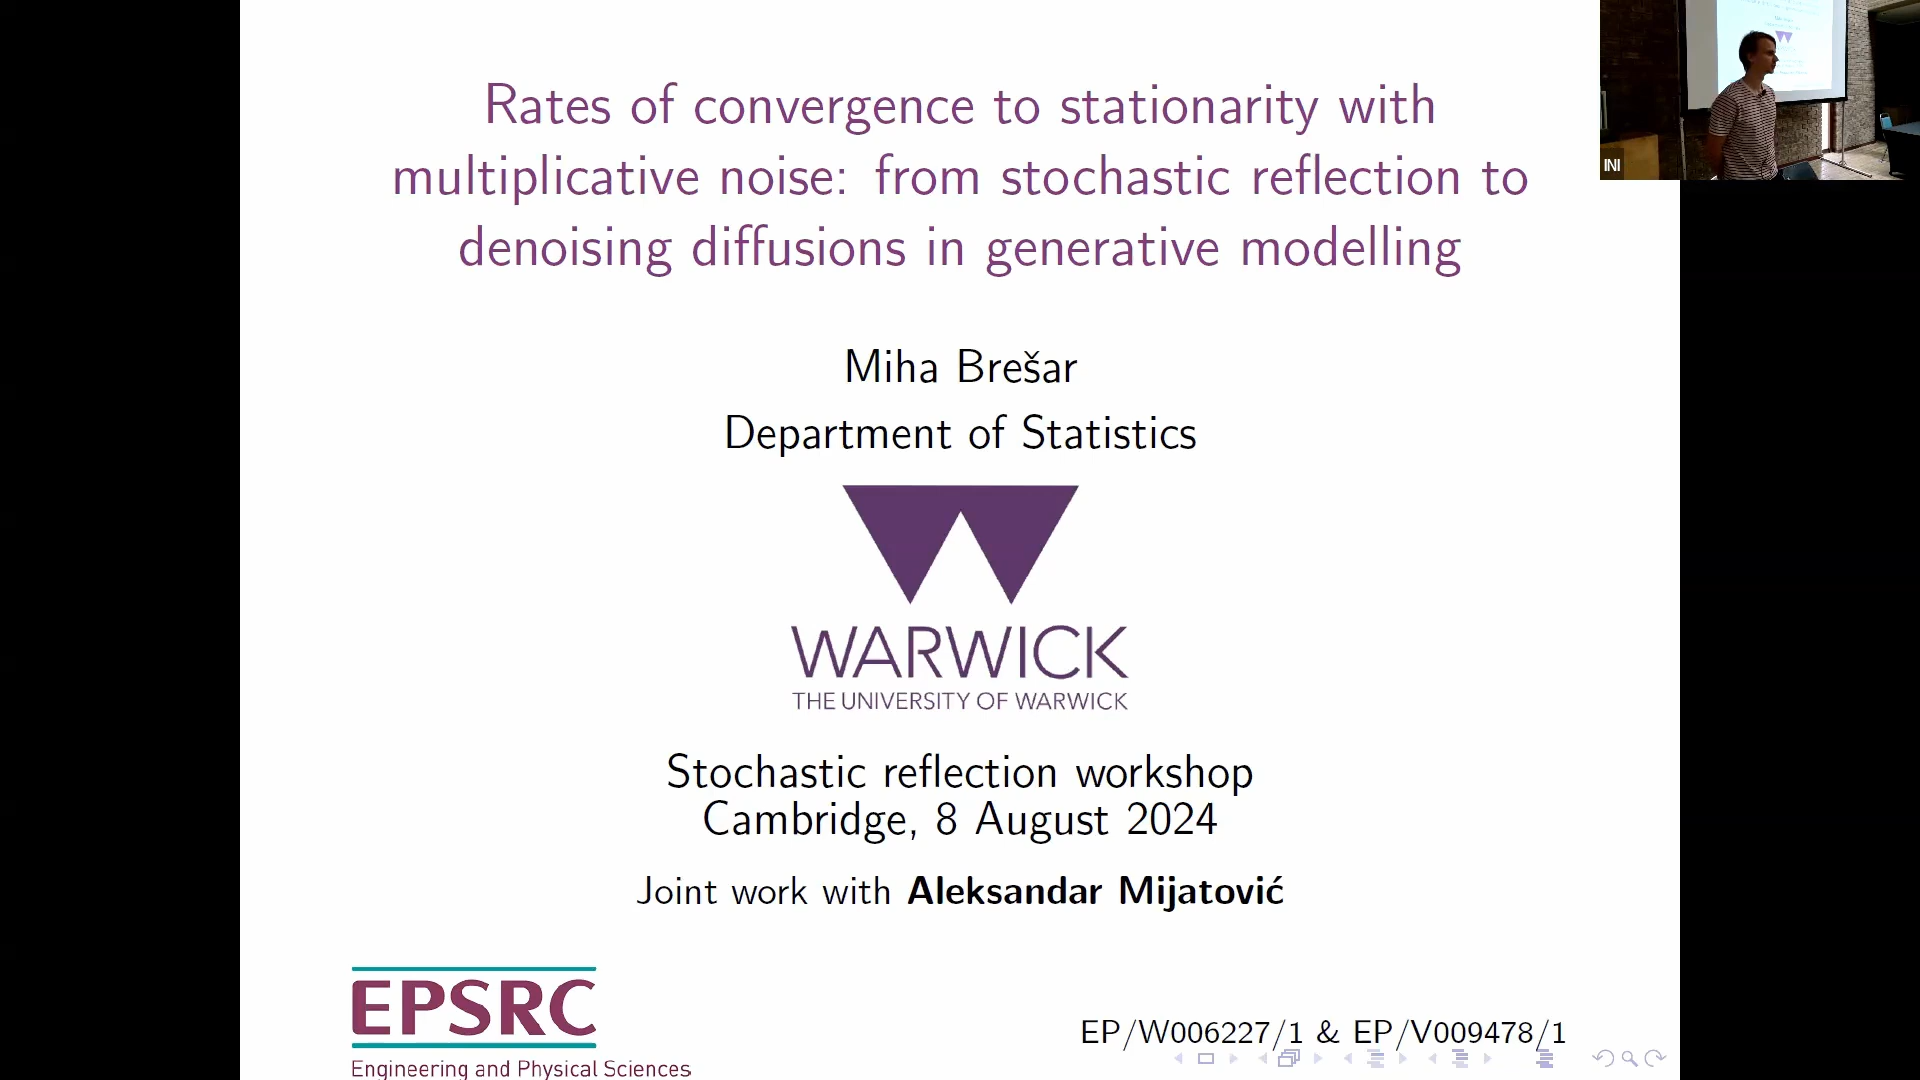 Rates of convergence to stationarity with
multiplicative noise: from stochastic reflection to
denoising diffusions in generative modelling
Miha Brešar
Department of Statistics
WARWICK
THE UNIVERSITY OF WARWICK
Stochastic reflection workshop
Cambridge, 8 August 2024
Joint work with Aleksandar Mijatović
EPSRC
Engineering and Physical Sciences
EP/W006227/1 & EP/V009478/1
INI